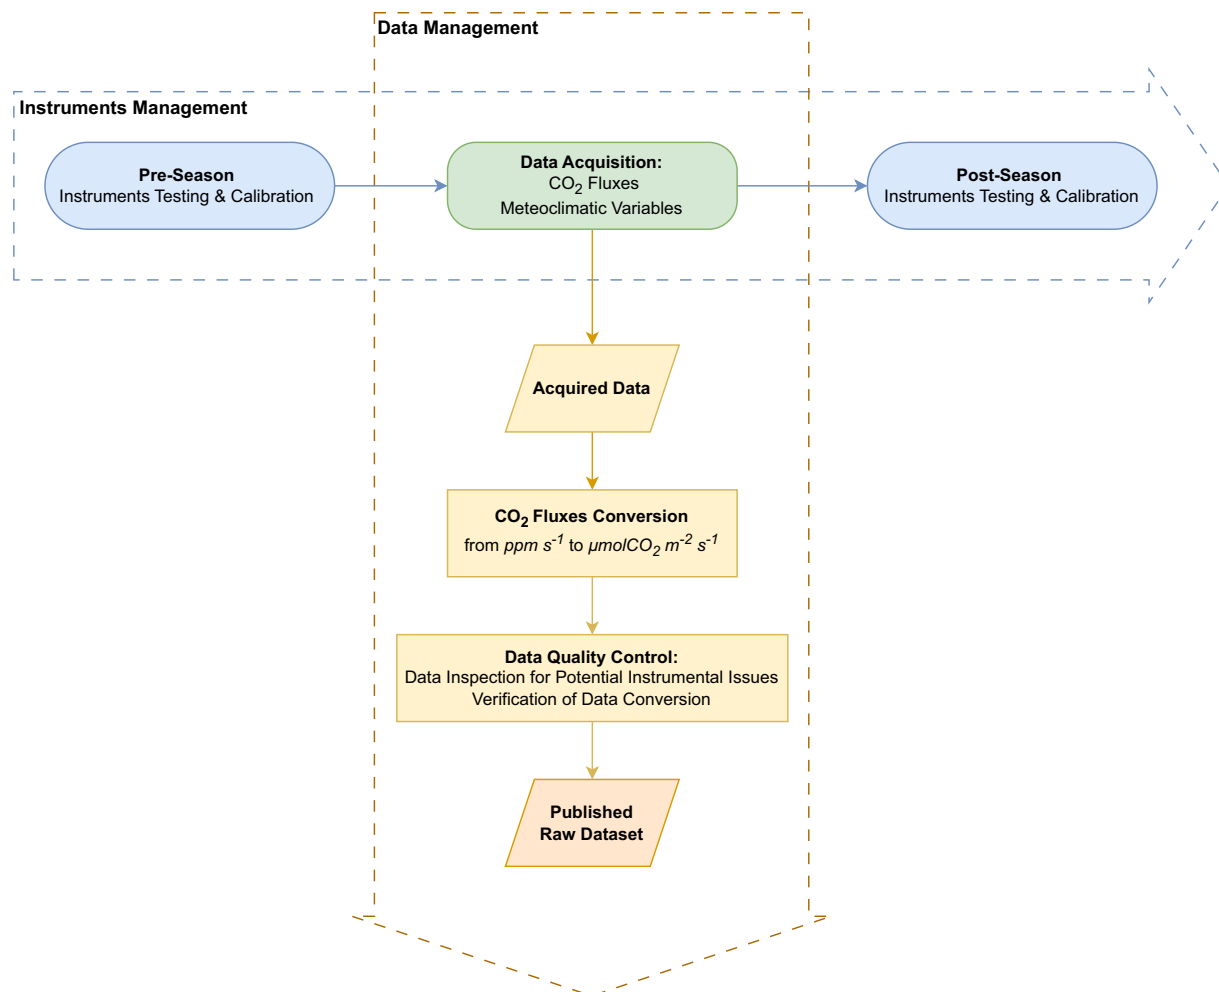 Data Management
Instruments Management
Pre-Season
Instruments Testing & Calibration
Data Acquisition:
CO₂ Fluxes
Meteoclimatic Variables
Post-Season
Instruments Testing & Calibration
Acquired Data
CO₂ Fluxes Conversion
from ppm s⁻¹ to µmolCO₂ m⁻² s⁻¹
Data Quality Control:
Data Inspection for Potential Instrumental Issues
Verification of Data Conversion
Published
Raw Dataset